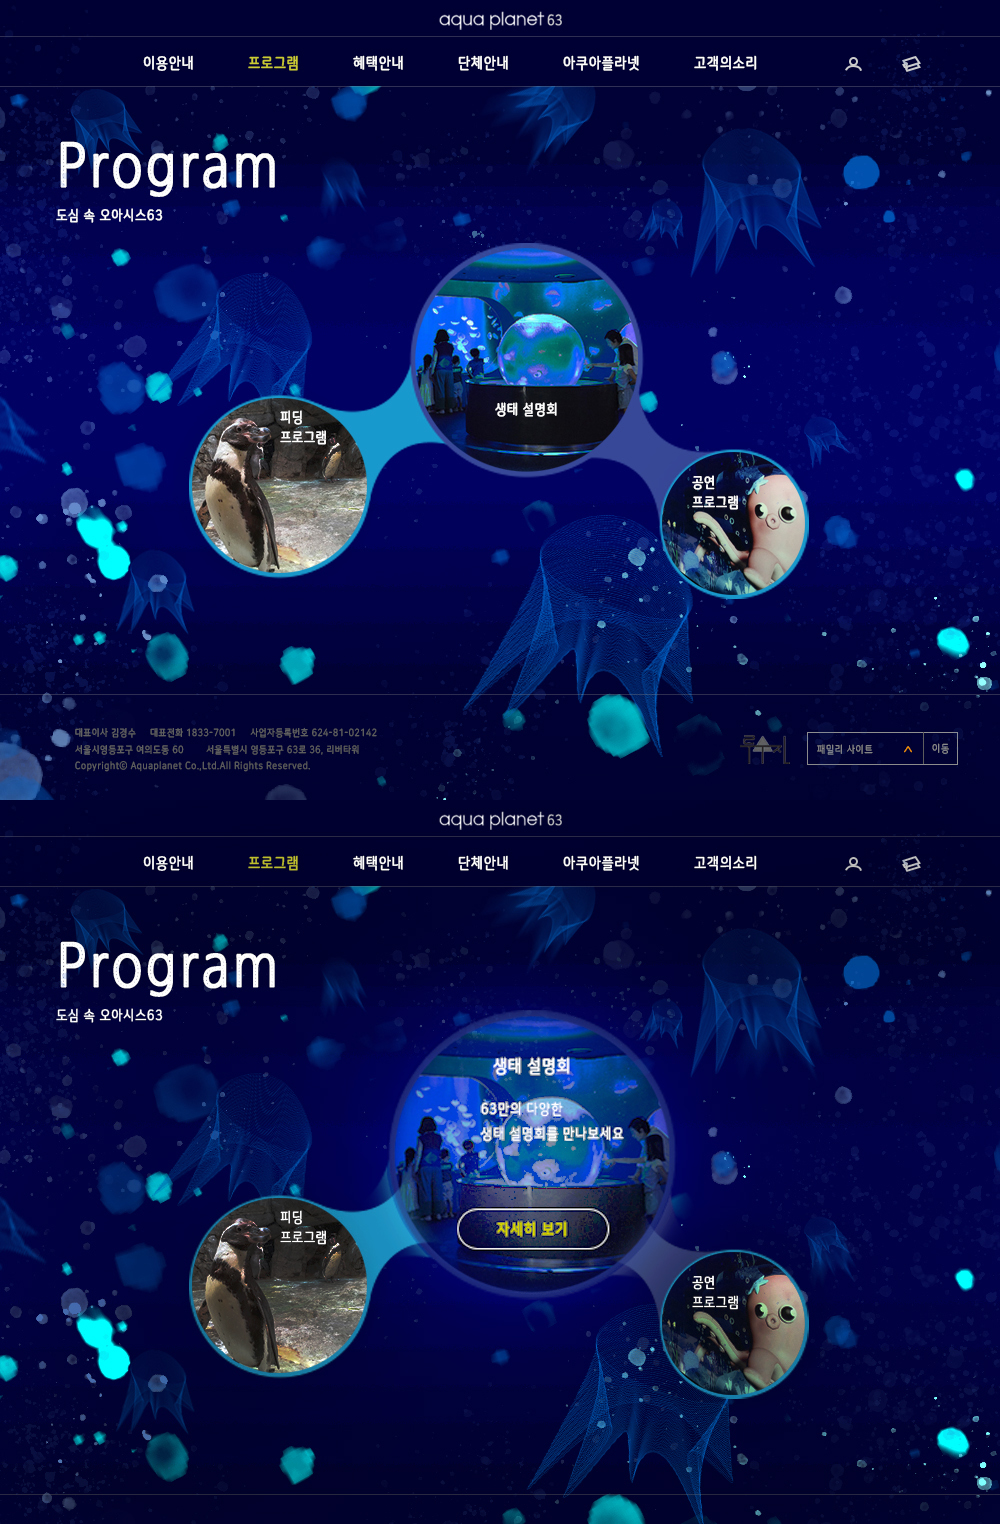 aqua planet 63
이용안내 프로그램 혜택안내 단체안내 아쿠아플라넷 고객의소리
Program
도심 속 오아시스63
생태 설명회
피딩
프로그램
공연
프로그램
대표이사 김경수 대표전화 1833-7001 사업자등록번호 624-81-02142
서울시영등포구 여의도동 60 서울특별시 영등포구 63로 36, 리버타워
Copyright© Aquaplanet Co.,Ltd.All Rights Reserved.
패밀리 사이트 이동
aqua planet 63
이용안내 프로그램 혜택안내 단체안내 아쿠아플라넷 고객의소리
Program
도심 속 오아시스63
생태 설명회
63만의 다양한
생태 설명회를 만나보세요
자세히 보기
피딩
프로그램
공연
프로그램